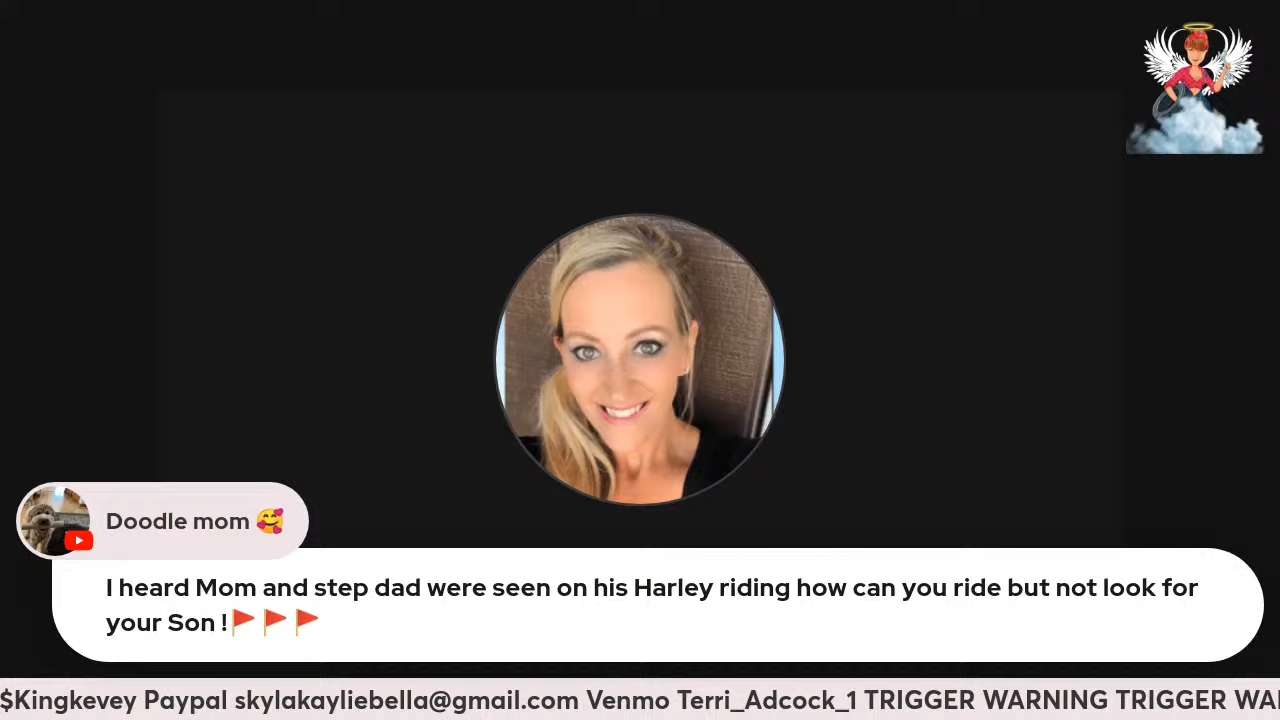 Doodle mom 🥰
I heard Mom and step dad were seen on his Harley riding how can you ride but not look for
your Son !🚩🚩🚩
$Kingkevey Paypal skylakayliebella@gmail.com Venmo Terri_Adcock_1 TRIGGER WARNING TRIGGER WA